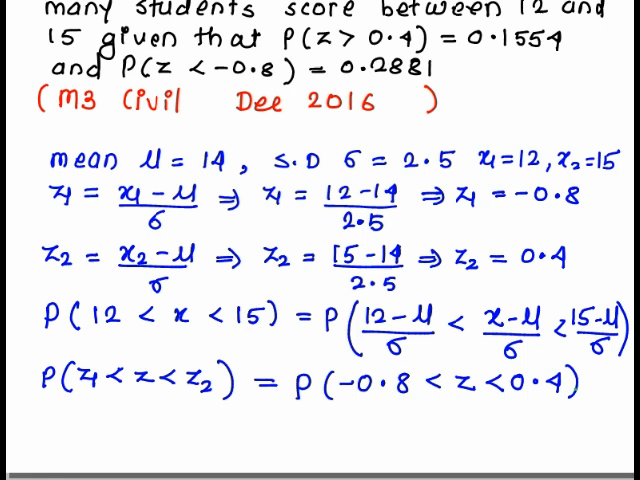 many students score between 12 and
15 given that P(z > 0.4) = 0.1554
and P(z < -0.8) = 0.2881
(M3 Civil Dec 2016)
mean μ = 14, S.D σ = 2.5 x₁=12, x₂=15
z₁ = x₁-μ/σ ⇒ z₁ = 12-14/2.5 ⇒ z₁ = -0.8
z₂ = x₂-μ/σ ⇒ z₂ = 15-14/2.5 ⇒ z₂ = 0.4
P(12 < x < 15) = P(12-μ/σ < x-μ/σ < 15-μ/σ)
P(z₁ < z < z₂) = P(-0.8 < z < 0.4)